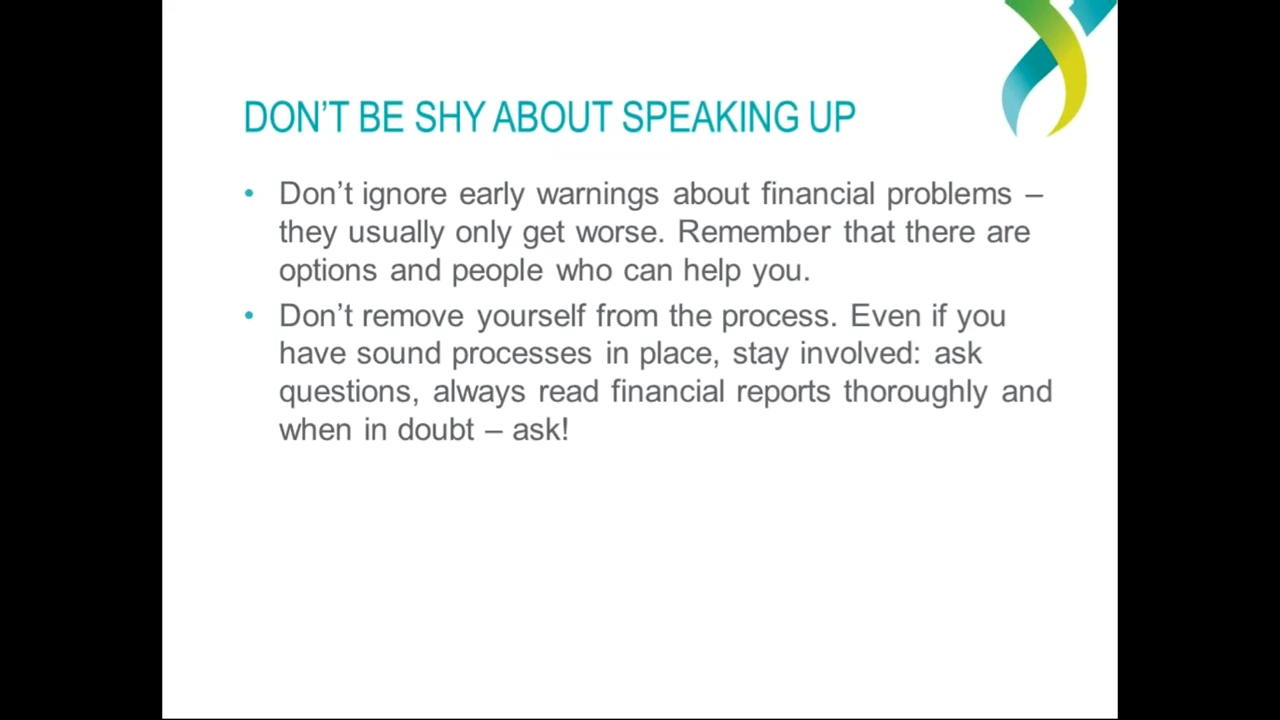 DON’T BE SHY ABOUT SPEAKING UP
• Don’t ignore early warnings about financial problems –
they usually only get worse. Remember that there are
options and people who can help you.
• Don’t remove yourself from the process. Even if you
have sound processes in place, stay involved: ask
questions, always read financial reports thoroughly and
when in doubt – ask!